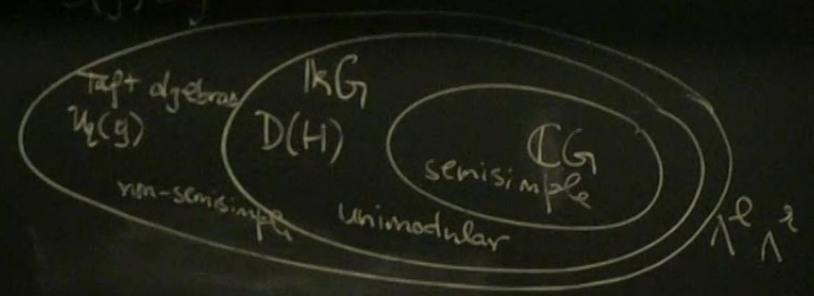 Taft algebras
U_q(g)
non-semisimple
𝕜G
D(H)
unimodular
ℂG
semisimple
Λ^ℓ Λ^r